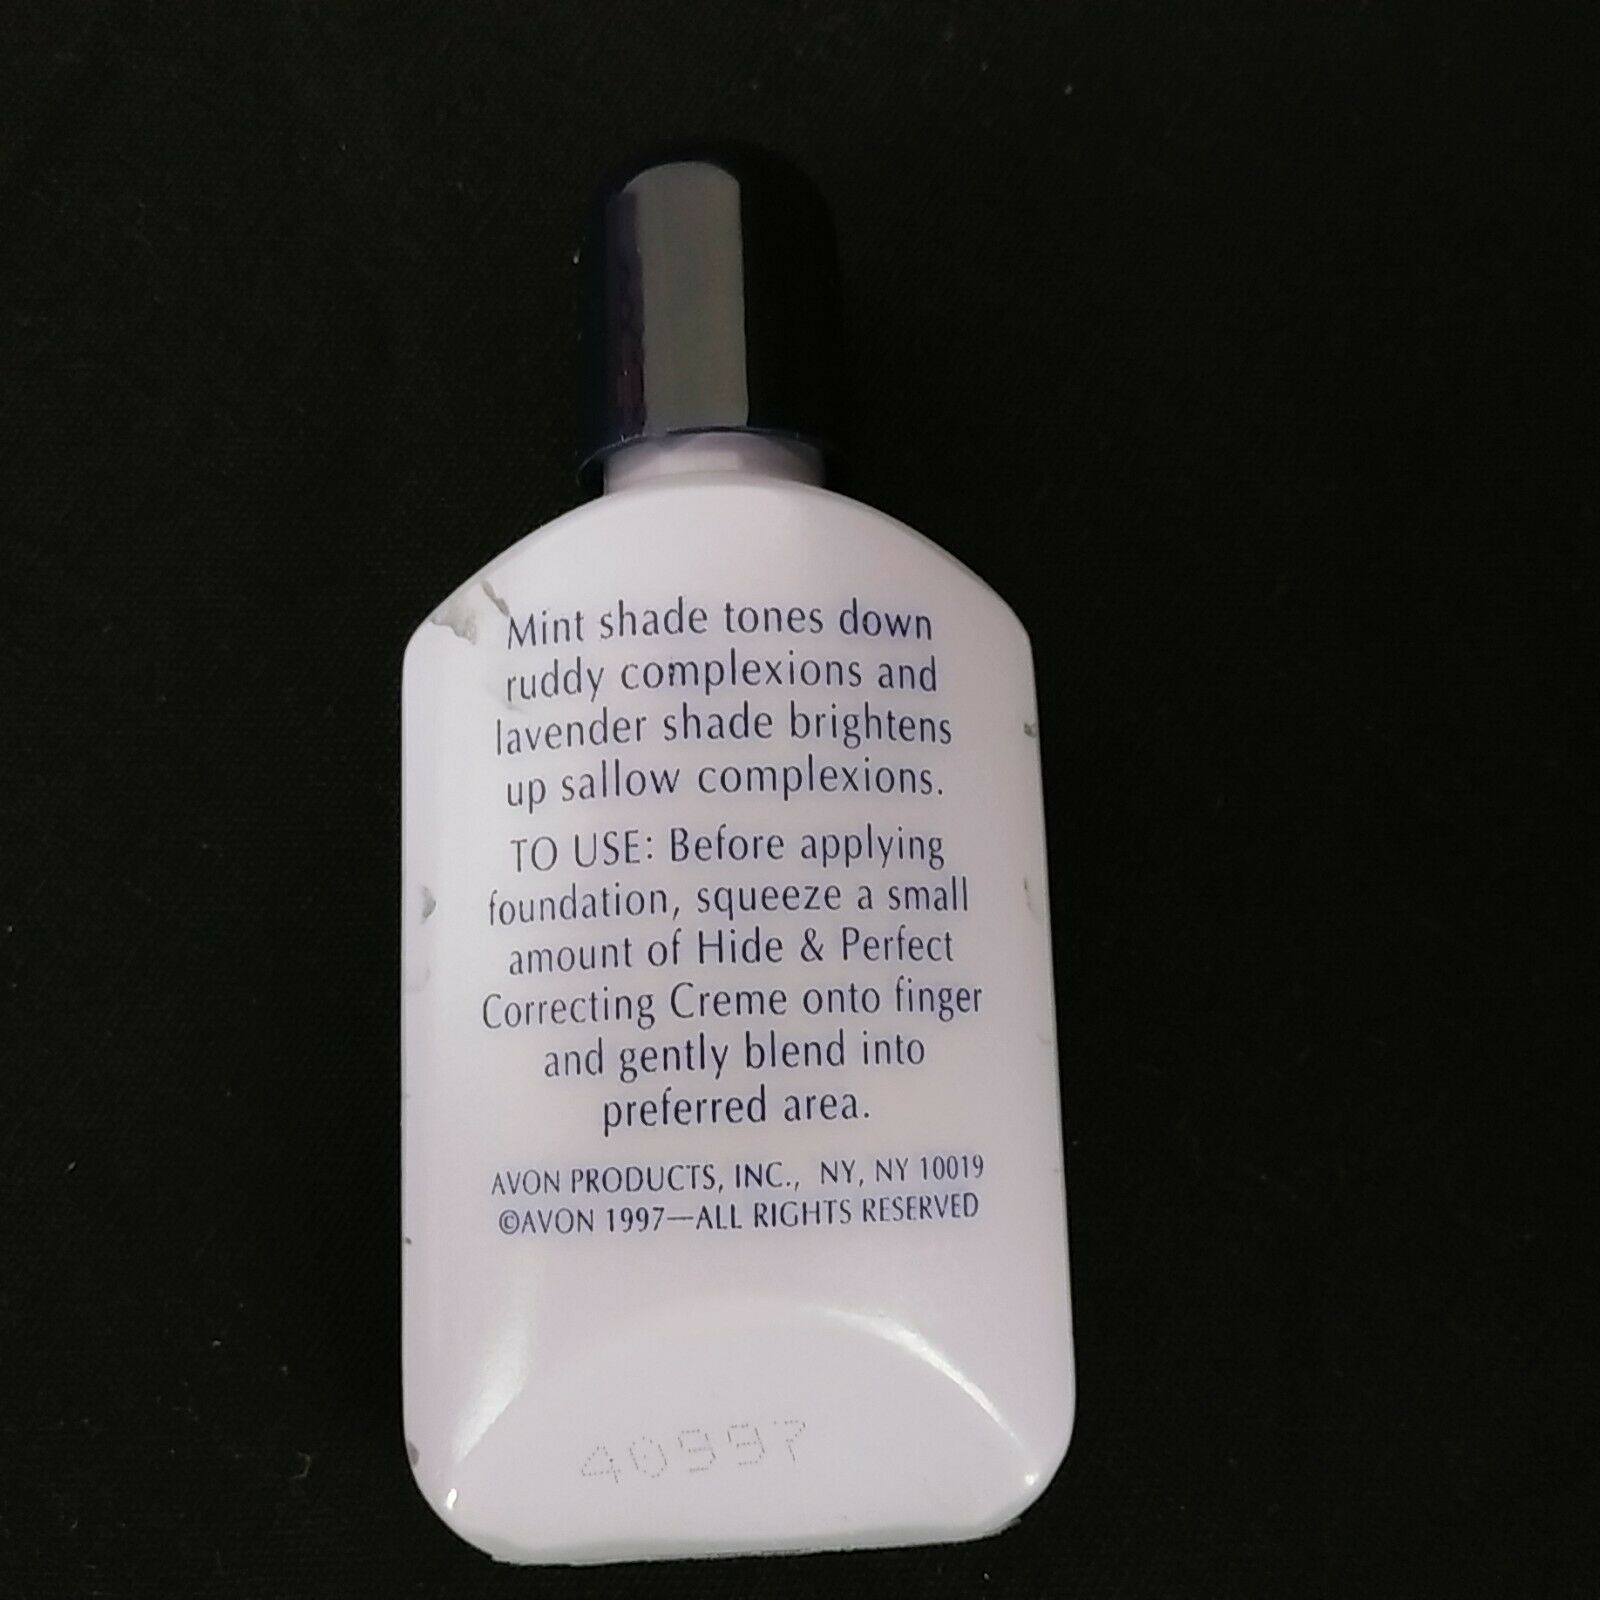 Mint shade tones down
ruddy complexions and
lavender shade brightens
up sallow complexions.
TO USE: Before applying
foundation, squeeze a small
amount of Hide & Perfect
Correcting Creme onto finger
and gently blend into
preferred area.
AVON PRODUCTS, INC., NY, NY 10019
©AVON 1997—ALL RIGHTS RESERVED
40997